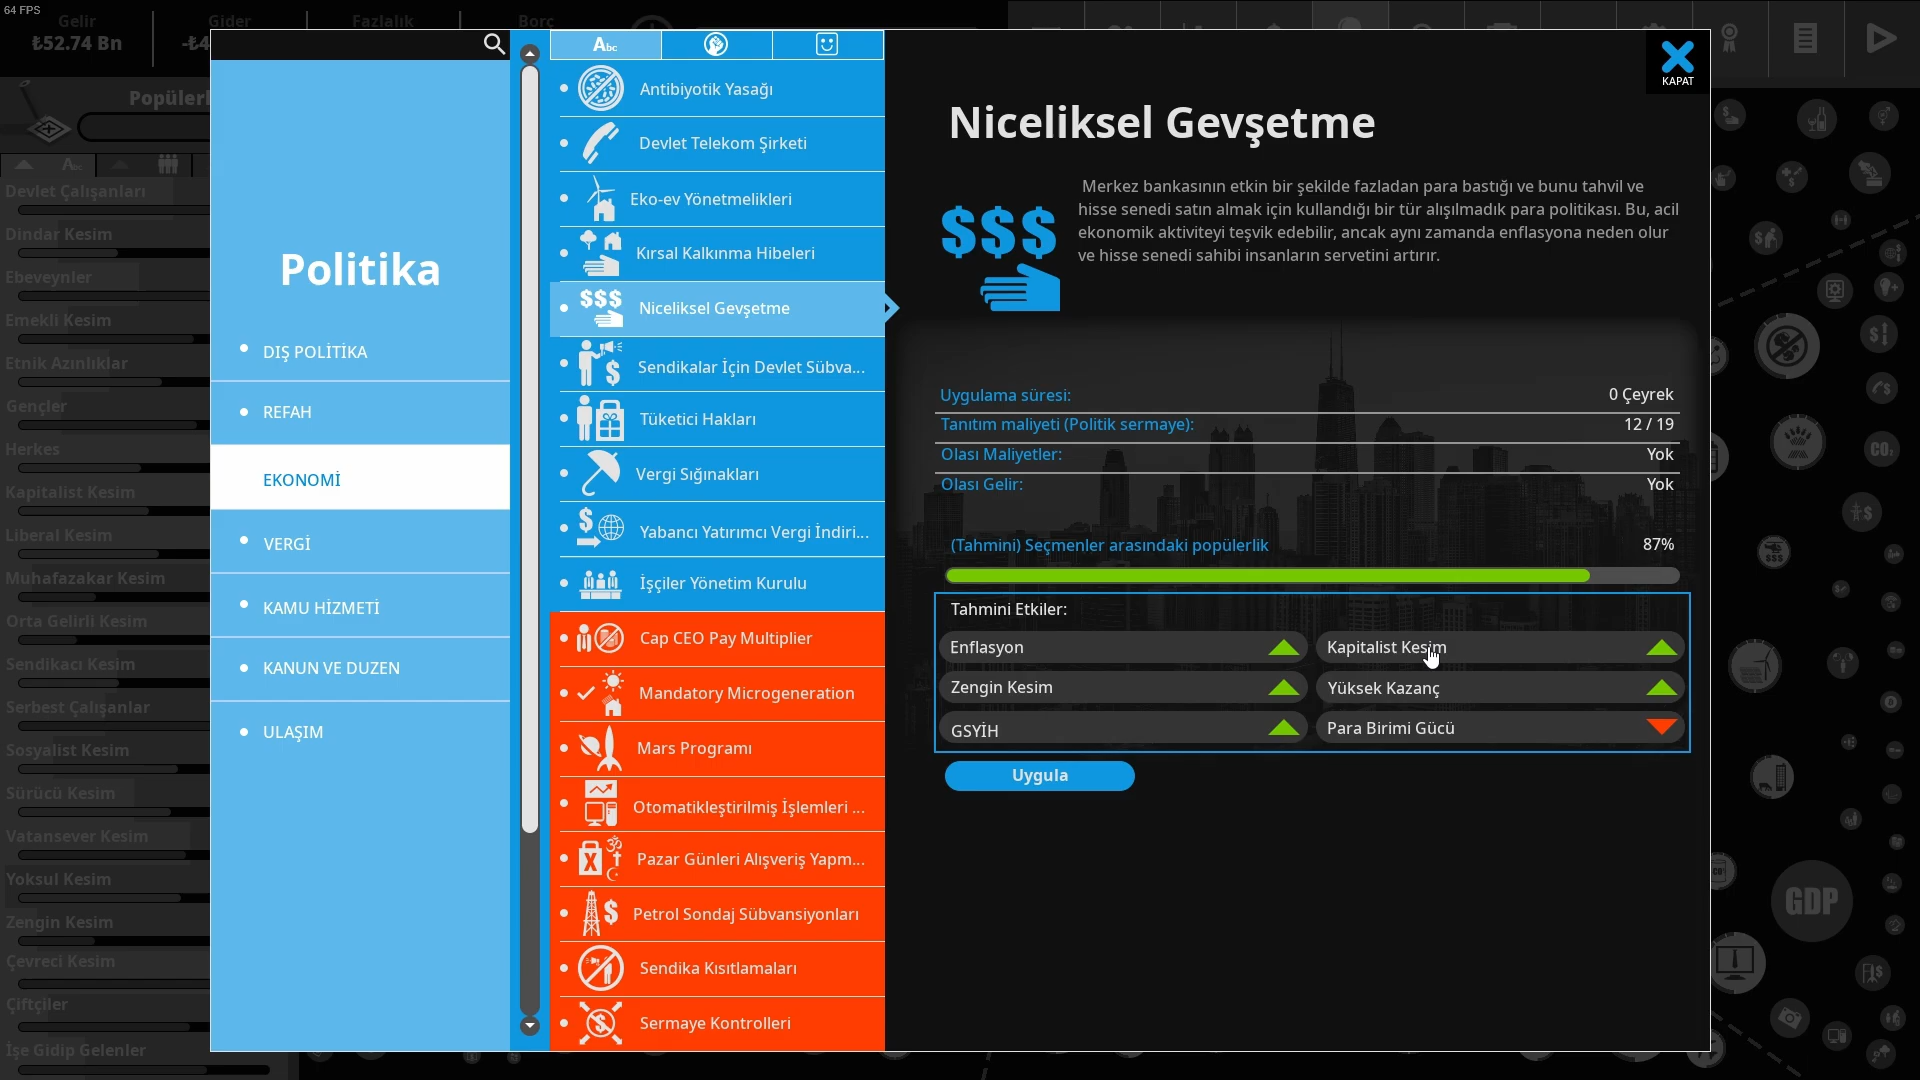 64 FPS
Gelir
Gider
Fazlalık
Borç
₺52.74 Bn
-₺4
KAPAT
Popülerl
Abc
Devlet Çalışanları
Dindar Kesim
Ebeveynler
Emekli Kesim
Etnik Azınlıklar
Gençler
Herkes
Kapitalist Kesim
Liberal Kesim
Muhafazakar Kesim
Orta Gelirli Kesim
Sendikacı Kesim
Serbest Çalışanlar
Sosyalist Kesim
Sürücü Kesim
Vatansever Kesim
Yoksul Kesim
Zengin Kesim
Çevreci Kesim
Çiftçiler
İşe Gidip Gelenler
Politika
DIŞ POLİTİKA
REFAH
EKONOMİ
VERGİ
KAMU HİZMETİ
KANUN VE DUZEN
ULAŞIM
Abc
Antibiyotik Yasağı
Devlet Telekom Şirketi
Eko-ev Yönetmelikleri
Kırsal Kalkınma Hibeleri
Niceliksel Gevşetme
Sendikalar İçin Devlet Sübva...
Tüketici Hakları
Vergi Sığınakları
Yabancı Yatırımcı Vergi İndiri...
İşçiler Yönetim Kurulu
Cap CEO Pay Multiplier
Mandatory Microgeneration
Mars Programı
Otomatikleştirilmiş İşlemleri ...
Pazar Günleri Alışveriş Yapm...
Petrol Sondaj Sübvansiyonları
Sendika Kısıtlamaları
Sermaye Kontrolleri
Niceliksel Gevşetme
$$$
Merkez bankasının etkin bir şekilde fazladan para bastığı ve bunu tahvil ve
hisse senedi satın almak için kullandığı bir tür alışılmadık para politikası. Bu, acil
ekonomik aktiviteyi teşvik edebilir, ancak aynı zamanda enflasyona neden olur
ve hisse senedi sahibi insanların servetini artırır.
Uygulama süresi: 0 Çeyrek
Tanıtım maliyeti (Politik sermaye): 12 / 19
Olası Maliyetler: Yok
Olası Gelir: Yok
(Tahmini) Seçmenler arasındaki popülerlik 87%
Tahmini Etkiler:
Enflasyon
Kapitalist Kesim
Zengin Kesim
Yüksek Kazanç
GSYİH
Para Birimi Gücü
Uygula
CO₂
GDP